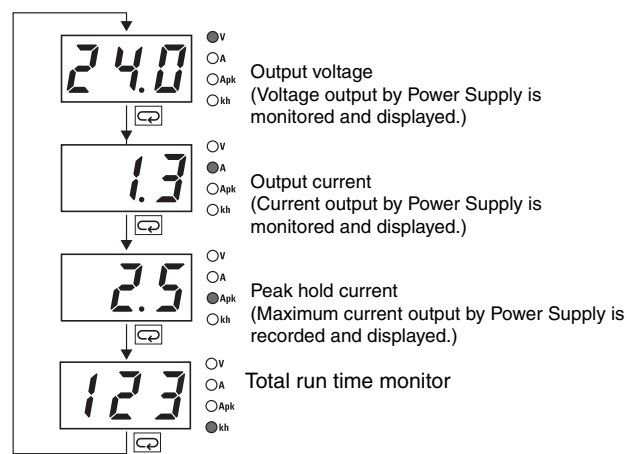 24.0
V
A
Apk
kh
Output voltage
(Voltage output by Power Supply is
monitored and displayed.)
1.3
V
A
Apk
kh
Output current
(Current output by Power Supply is
monitored and displayed.)
2.5
V
A
Apk
kh
Peak hold current
(Maximum current output by Power Supply is
recorded and displayed.)
123
V
A
Apk
kh
Total run time monitor